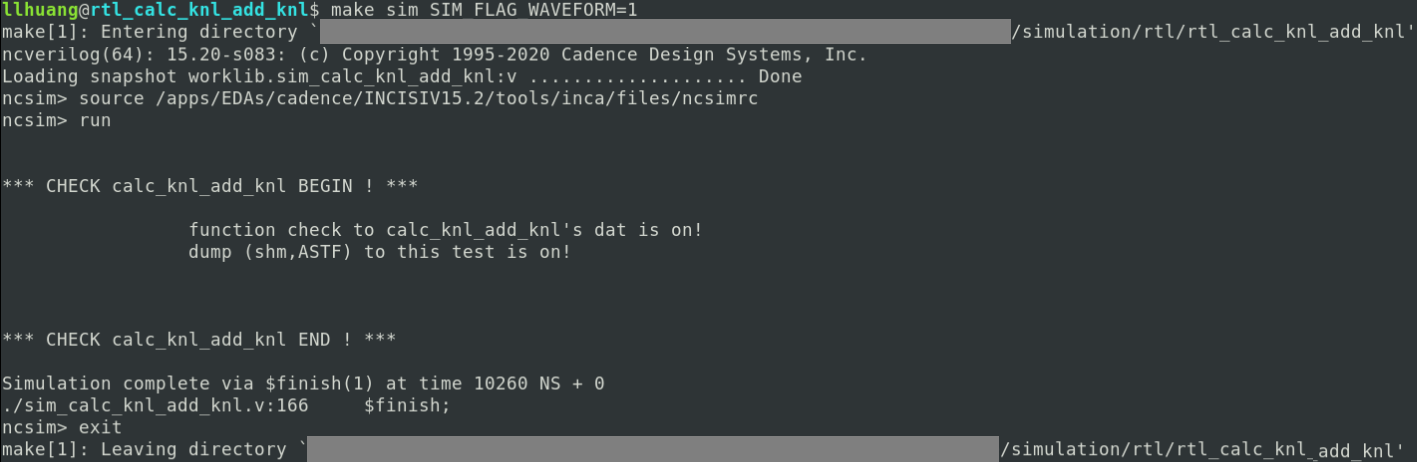 llhuang@rtl_calc_knl_add_knl$ make sim SIM_FLAG_WAVEFORM=1
make[1]: Entering directory `/simulation/rtl/rtl_calc_knl_add_knl'
ncverilog(64): 15.20-s083: (c) Copyright 1995-2020 Cadence Design Systems, Inc.
Loading snapshot worklib.sim_calc_knl_add_knl:v .................... Done
ncsim> source /apps/EDAs/cadence/INCISIV15.2/tools/inca/files/ncsimrc
ncsim> run
*** CHECK calc_knl_add_knl BEGIN ! ***
function check to calc_knl_add_knl's dat is on!
dump (shm,ASTF) to this test is on!
*** CHECK calc_knl_add_knl END ! ***
Simulation complete via $finish(1) at time 10260 NS + 0
./sim_calc_knl_add_knl.v:166 $finish;
ncsim> exit
make[1]: Leaving directory `/simulation/rtl/rtl_calc_knl_add_knl'